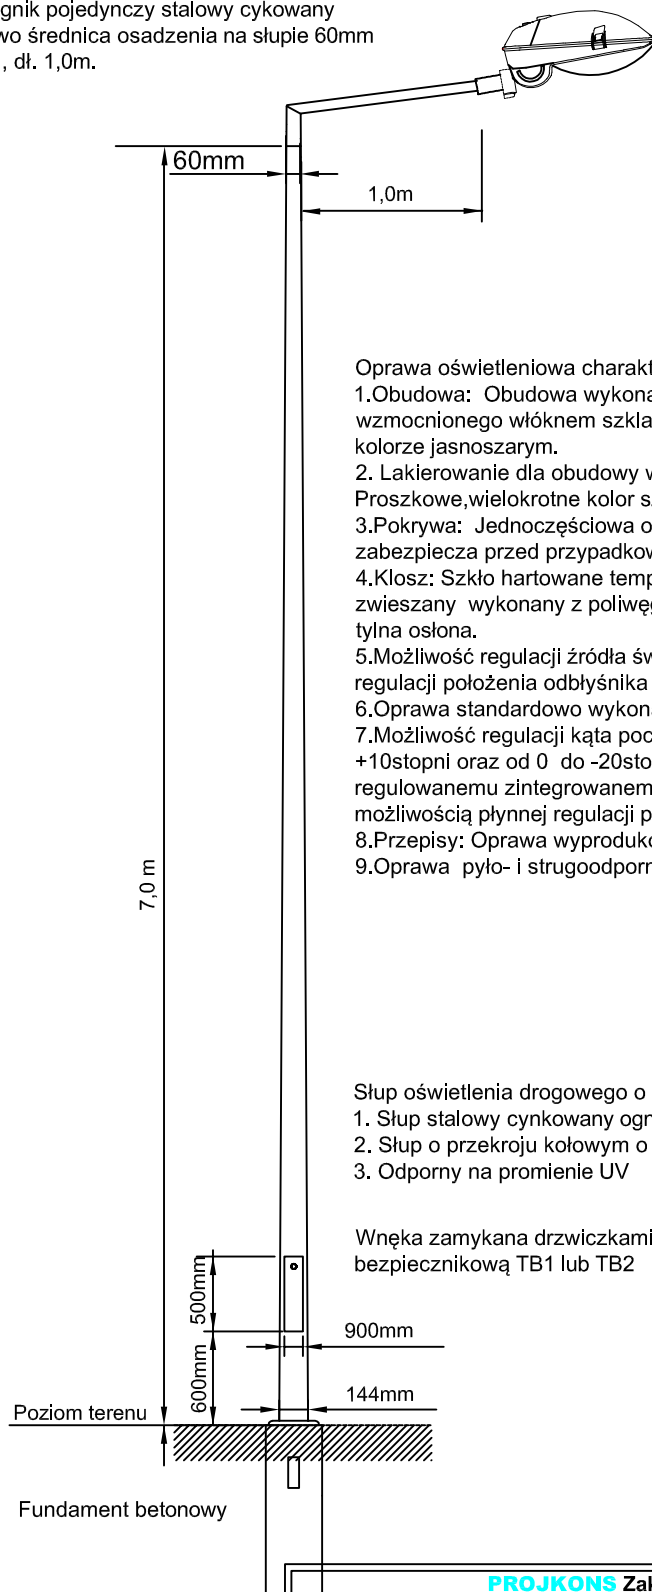 gnik pojedynczy stalowy cykowany
wo średnica osadzenia na słupie 60mm
, dł. 1,0m.
60mm
1,0m
Oprawa oświetleniowa charakt
1.Obudowa: Obudowa wykona
wzmocnionego włóknem szkla
kolorze jasnoszarym.
2. Lakierowanie dla obudowy w
Proszkowe,wielokrotne kolor s
3.Pokrywa: Jednoczęściowa o
zabezpiecza przed przypadkow
4.Klosz: Szkło hartowane temp
zwieszany wykonany z poliwęg
tylna osłona.
5.Możliwość regulacji źródła św
regulacji położenia odbłyśnika
6.Oprawa standardowo wykona
7.Możliwość regulacji kąta poc
+10stopni oraz od 0 do -20sto
regulowanemu zintegrowanem
możliwością płynnej regulacji p
8.Przepisy: Oprawa wyproduko
9.Oprawa pyło- i strugoodporn
7,0 m
Słup oświetlenia drogowego o
1. Słup stalowy cynkowany ogn
2. Słup o przekroju kołowym o
3. Odporny na promienie UV
Wnęka zamykana drzwiczkami
bezpiecznikową TB1 lub TB2
500mm
900mm
600mm
144mm
Poziom terenu
Fundament betonowy
PROJKONS Zak